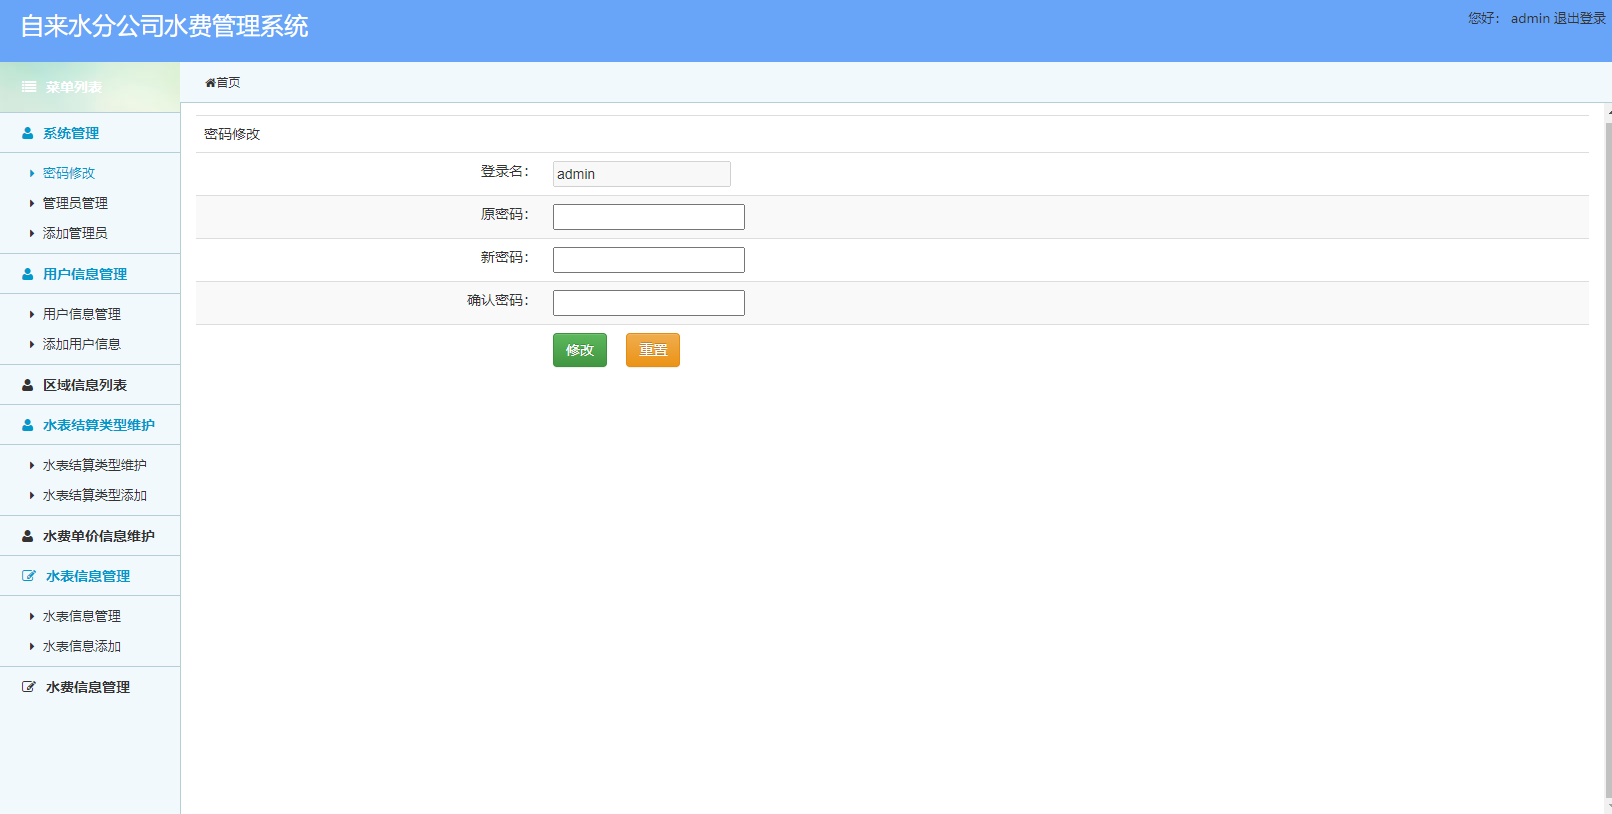 自来水分公司水费管理系统
您好： admin 退出登录
菜单列表
首页
系统管理
密码修改
管理员管理
添加管理员
用户信息管理
用户信息管理
添加用户信息
区域信息列表
水表结算类型维护
水表结算类型维护
水表结算类型添加
水费单价信息维护
水表信息管理
水表信息管理
水表信息添加
水费信息管理
密码修改
登录名： admin
原密码：
新密码：
确认密码：
修改 重置